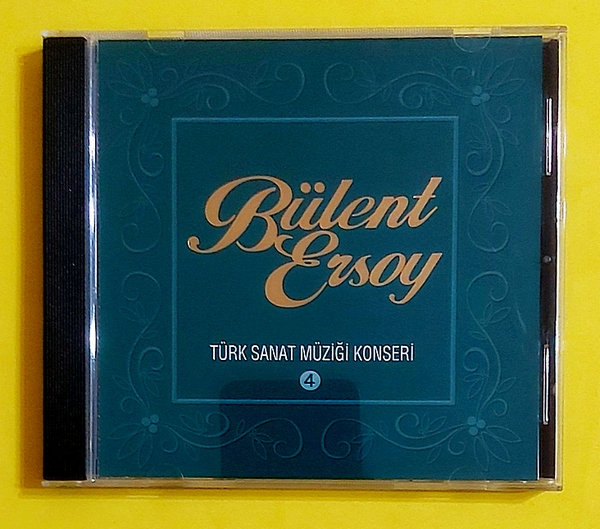 Bülent
Ersoy
TÜRK SANAT MÜZİĞİ KONSERİ
4